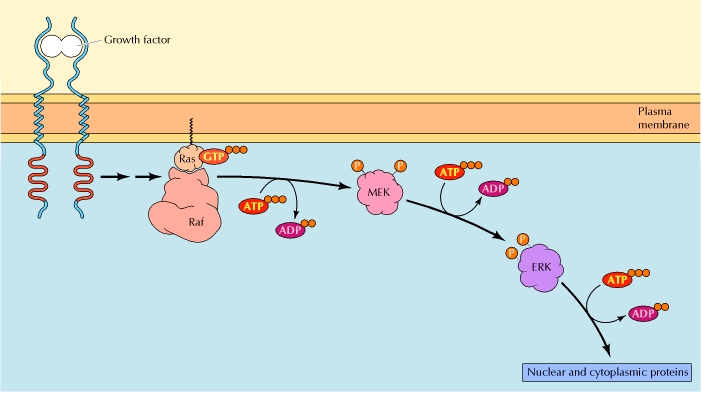 Growth factor
Plasma
membrane
Ras
GTP
Raf
ATP
ADP
P
P
MEK
ATP
ADP
P
P
ERK
ATP
ADP
Nuclear and cytoplasmic proteins